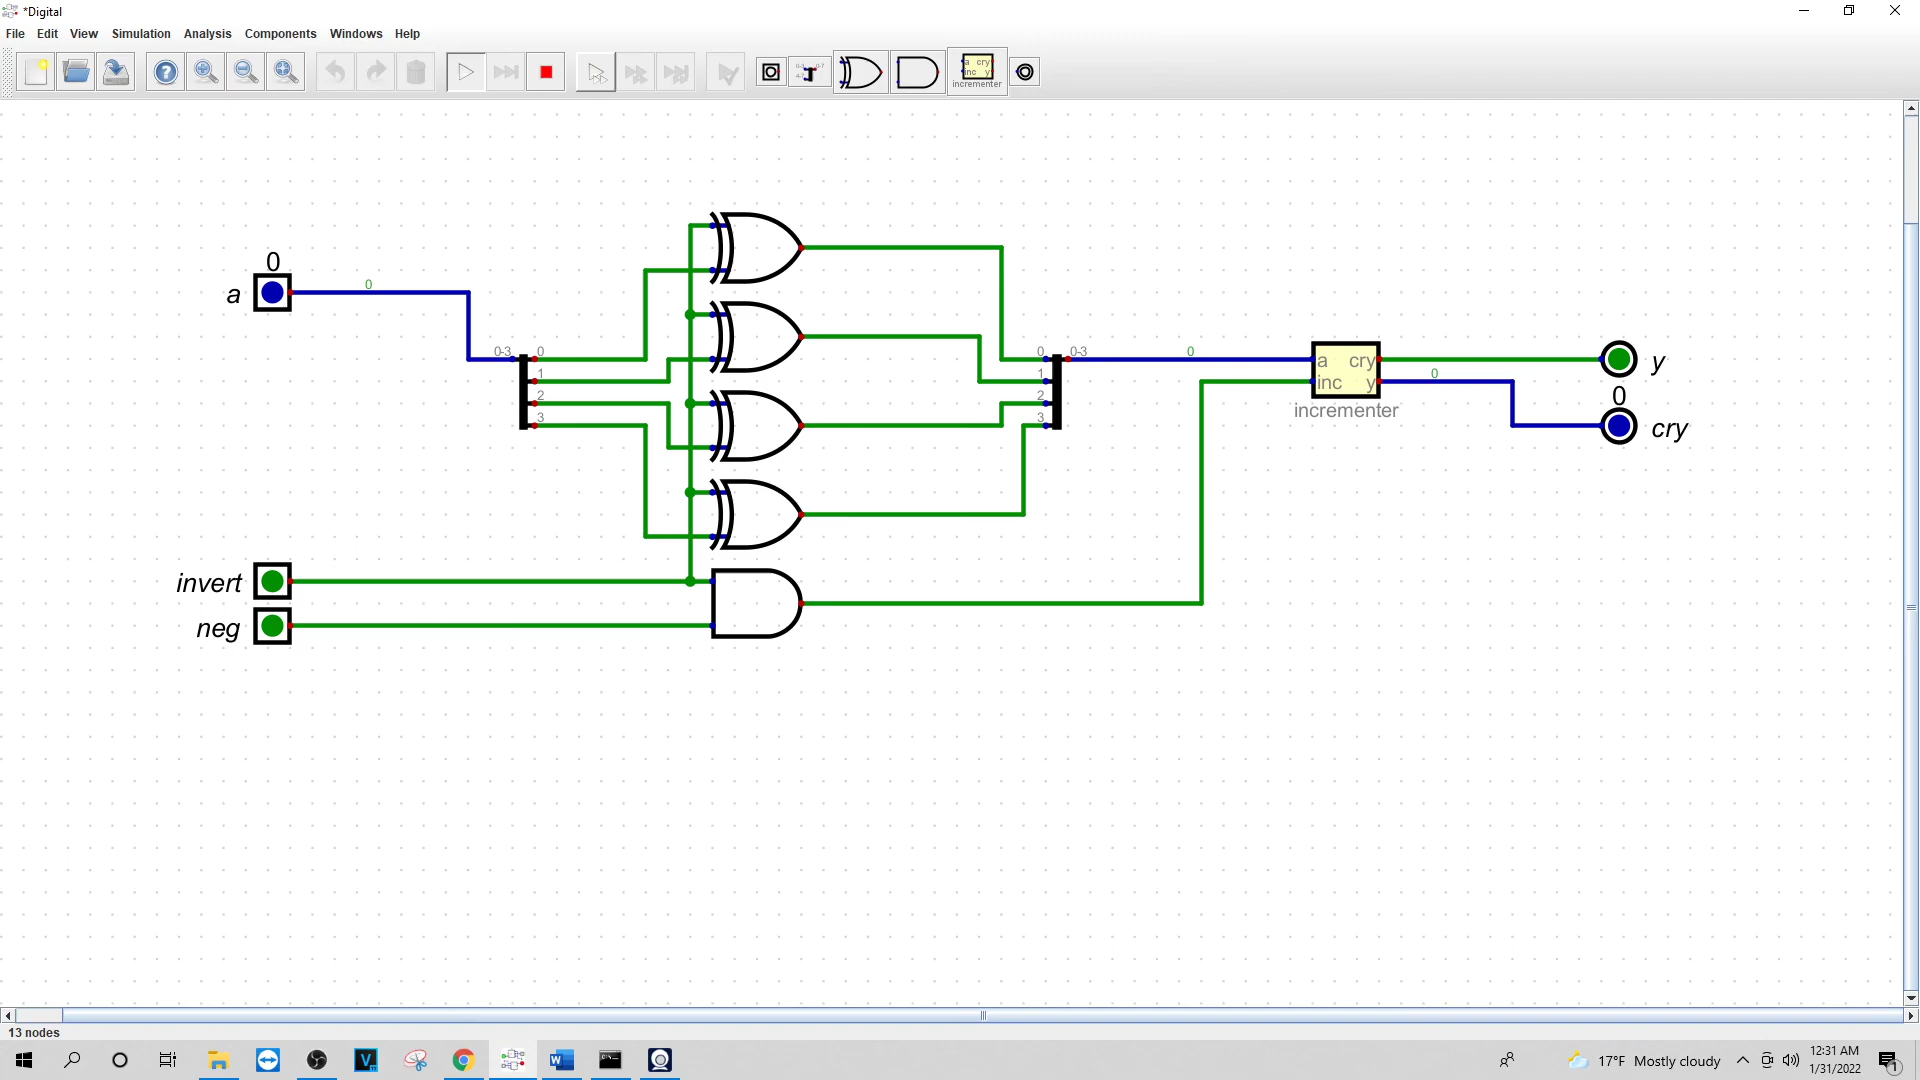 *Digital
File Edit View Simulation Analysis Components Windows Help
a cry
inc y
incrementer
0
a
0
0-3
0
1
2
3
0
1
2
3
0-3
0
a cry
inc y
incrementer
0
y
0
cry
invert
neg
13 nodes
17°F Mostly cloudy
12:31 AM
1/31/2022
1